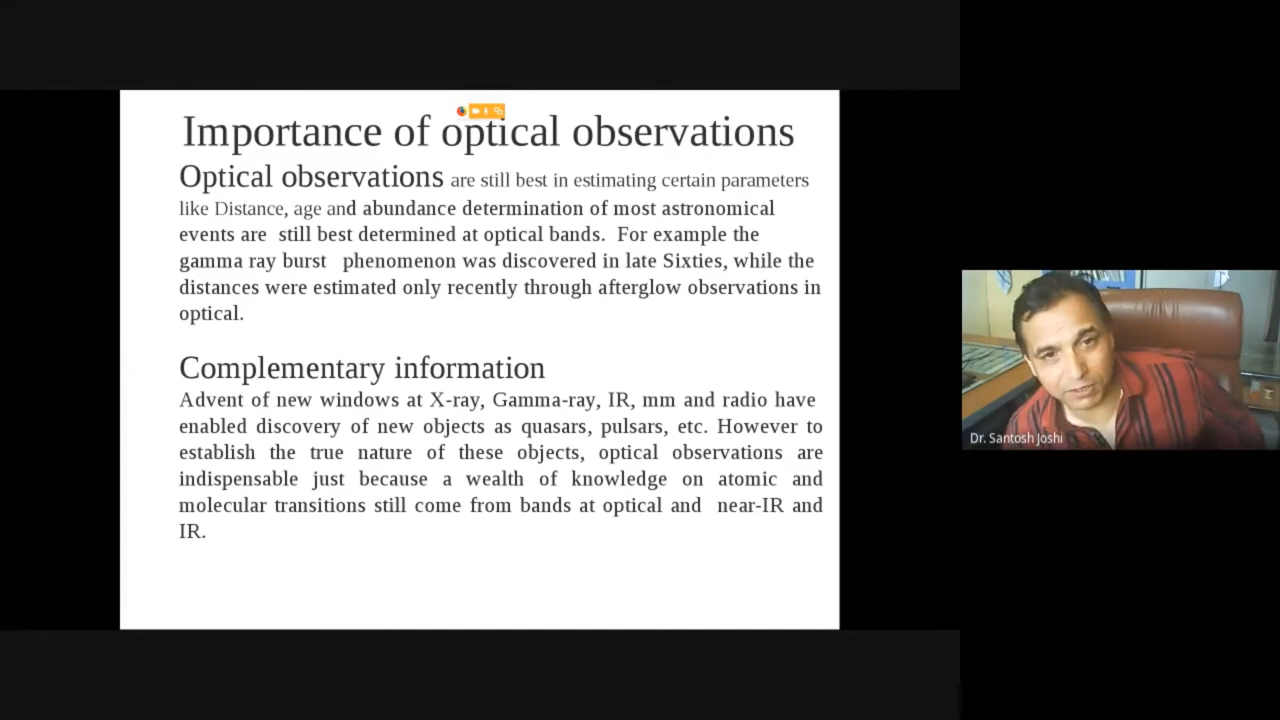 Importance of optical observations
Optical observations are still best in estimating certain parameters
like Distance, age and abundance determination of most astronomical
events are still best determined at optical bands. For example the
gamma ray burst phenomenon was discovered in late Sixties, while the
distances were estimated only recently through afterglow observations in
optical.
Complementary information
Advent of new windows at X-ray, Gamma-ray, IR, mm and radio have
enabled discovery of new objects as quasars, pulsars, etc. However to
establish the true nature of these objects, optical observations are
indispensable just because a wealth of knowledge on atomic and
molecular transitions still come from bands at optical and near-IR and
IR.
Dr. Santosh Joshi